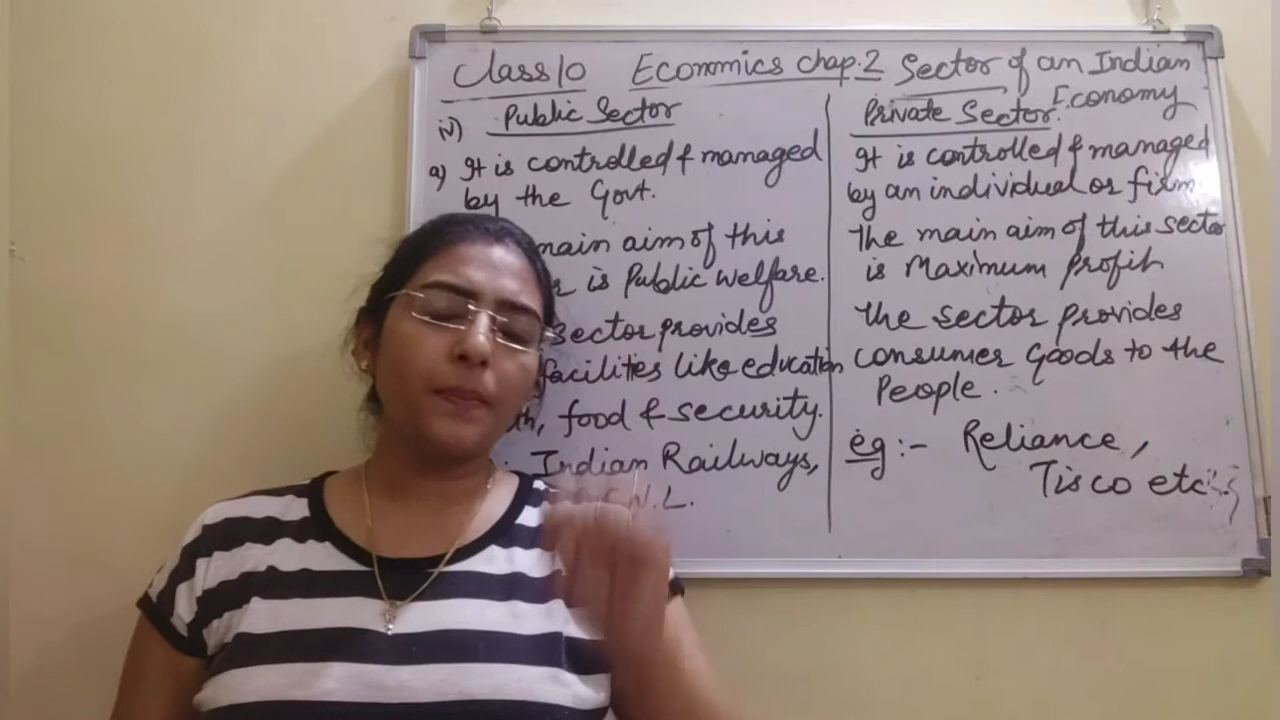 Class 10 Economics chap. 2 Sector of an Indian
Economy
iv) Public Sector
a) It is controlled & managed
by the Govt.
main aim of this
is Public welfare.
sector provides
facilities like education
food & security.
Indian Railways,
Private Sector.
It is controlled & managed
by an individual or firm
The main aim of this sector
is Maximum Profit
The sector provides
consumer Goods to the
People.
eg:- Reliance,
Tisco etc.